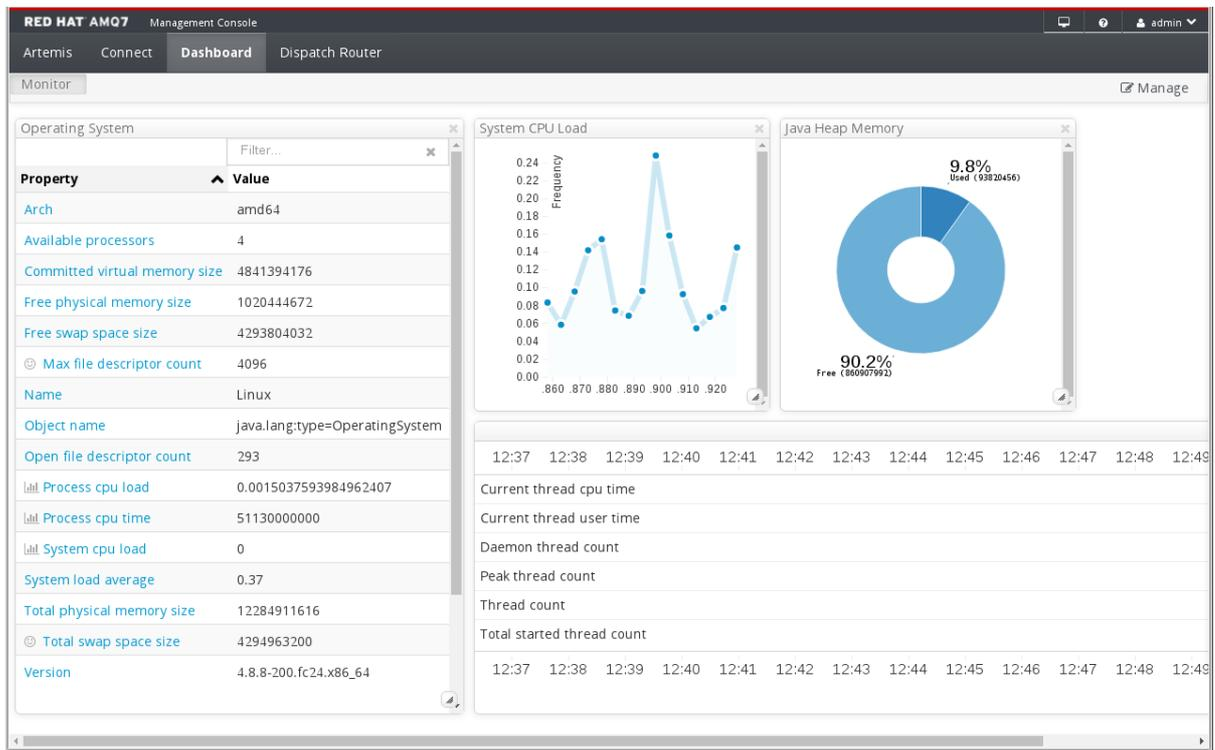 RED HAT AMQ7 Management Console admin
Artemis Connect Dashboard Dispatch Router
Monitor
Manage
Operating System
Filter...
Property Value
Arch amd64
Available processors 4
Committed virtual memory size 4841394176
Free physical memory size 1020444672
Free swap space size 4293804032
Max file descriptor count 4096
Name Linux
Object name java.lang:type=OperatingSystem
Open file descriptor count 293
Process cpu load 0.0015037593984962407
Process cpu time 51130000000
System cpu load 0
System load average 0.37
Total physical memory size 12284911616
Total swap space size 4294963200
Version 4.8.8-200.fc24.x86_64
System CPU Load
Frequency
0.24
0.22
0.20
0.18
0.16
0.14
0.12
0.10
0.08
0.06
0.04
0.02
0.00
.860 .870 .880 .890 .900 .910 .920
Java Heap Memory
9.8%
Used (93820456)
90.2%
Free (860907992)
12:37 12:38 12:39 12:40 12:41 12:42 12:43 12:44 12:45 12:46 12:47 12:48 12:49
Current thread cpu time
Current thread user time
Daemon thread count
Peak thread count
Thread count
Total started thread count
12:37 12:38 12:39 12:40 12:41 12:42 12:43 12:44 12:45 12:46 12:47 12:48 12:49